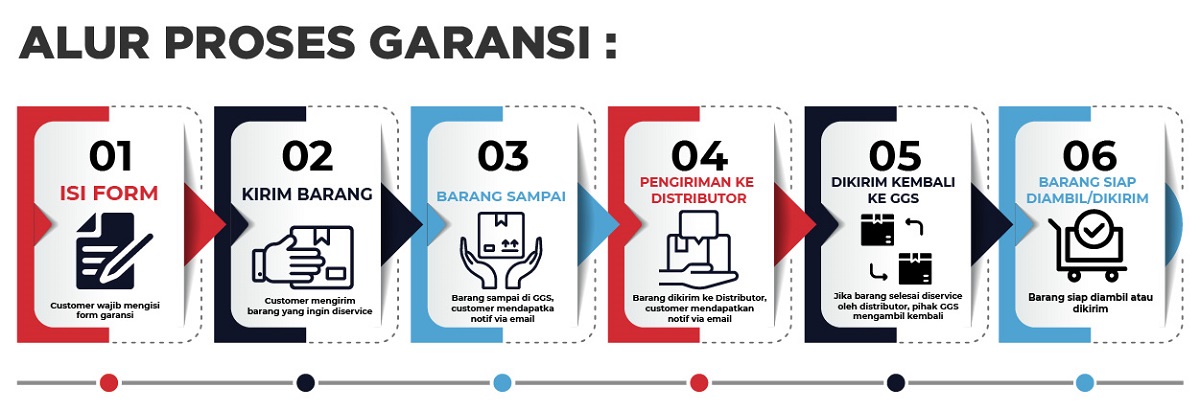 ALUR PROSES GARANSI :
01
ISI FORM
Customer wajib mengisi
form garansi
02
KIRIM BARANG
Customer mengirim
barang yang ingin diservice
03
BARANG SAMPAI
Barang sampai di GGS,
customer mendapatka
notif via email
04
PENGIRIMAN KE
DISTRIBUTOR
Barang dikirim ke Distributor,
customer mendapatkan
notif via email
05
DIKIRIM KEMBALI
KE GGS
Jika barang selesai diservice
oleh distributor, pihak GGS
mengambil kembali
06
BARANG SIAP
DIAMBIL/DIKIRIM
Barang siap diambil atau
dikirim